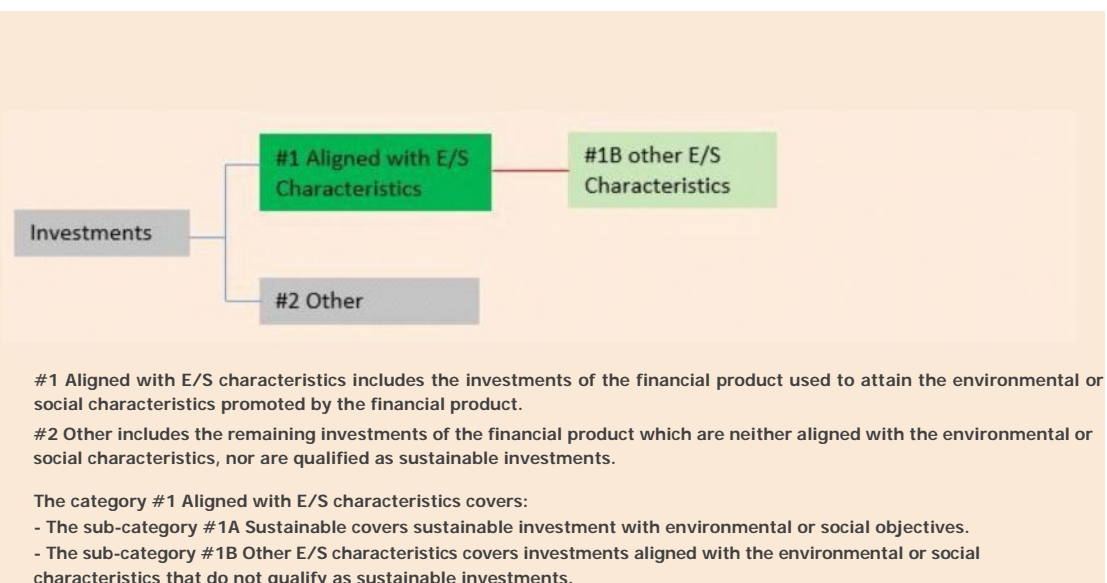 #1 Aligned with E/S
Characteristics
#1B other E/S
Characteristics
Investments
#2 Other
#1 Aligned with E/S characteristics includes the investments of the financial product used to attain the environmental or
social characteristics promoted by the financial product.
#2 Other includes the remaining investments of the financial product which are neither aligned with the environmental or
social characteristics, nor are qualified as sustainable investments.
The category #1 Aligned with E/S characteristics covers:
- The sub-category #1A Sustainable covers sustainable investment with environmental or social objectives.
- The sub-category #1B Other E/S characteristics covers investments aligned with the environmental or social
characteristics that do not qualify as sustainable investments.